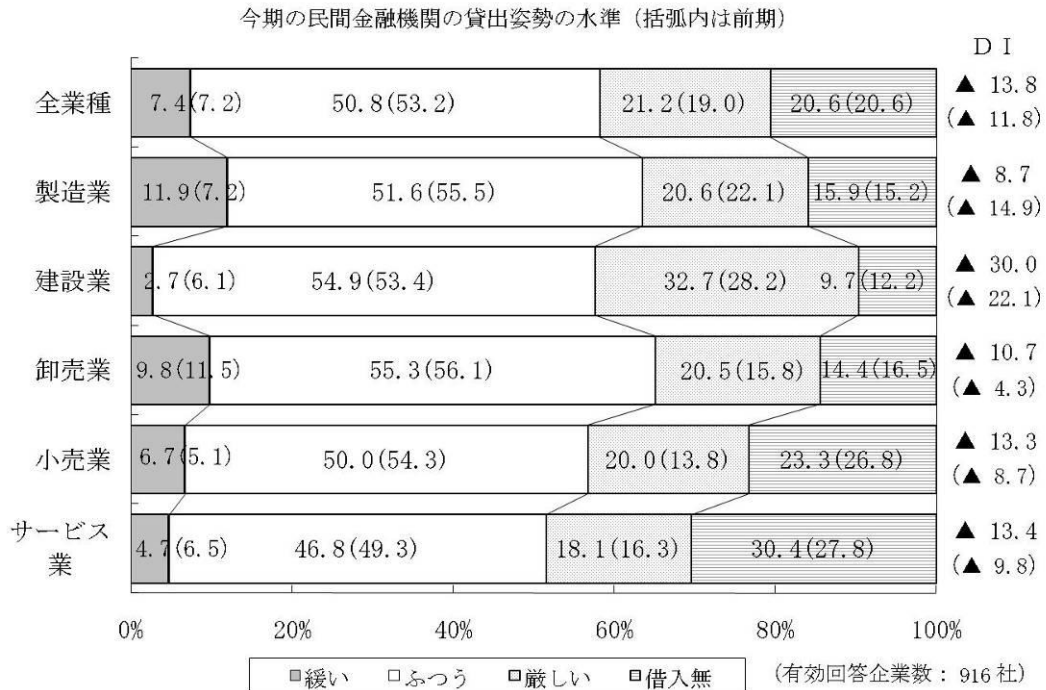 今期の民間金融機関の貸出姿勢の水準（括弧内は前期）
ＤＩ
全業種 7.4(7.2) 50.8(53.2) 21.2(19.0) 20.6(20.6) ▲ 13.8
(▲ 11.8)
製造業 11.9(7.2) 51.6(55.5) 20.6(22.1) 15.9(15.2) ▲ 8.7
(▲ 14.9)
建設業 2.7(6.1) 54.9(53.4) 32.7(28.2) 9.7(12.2) ▲ 30.0
(▲ 22.1)
卸売業 9.8(11.5) 55.3(56.1) 20.5(15.8) 14.4(16.5) ▲ 10.7
(▲ 4.3)
小売業 6.7(5.1) 50.0(54.3) 20.0(13.8) 23.3(26.8) ▲ 13.3
(▲ 8.7)
サービス
業 4.7(6.5) 46.8(49.3) 18.1(16.3) 30.4(27.8) ▲ 13.4
(▲ 9.8)
0% 20% 40% 60% 80% 100%
緩い ふつう 厳しい 借入無 (有効回答企業数：916社)